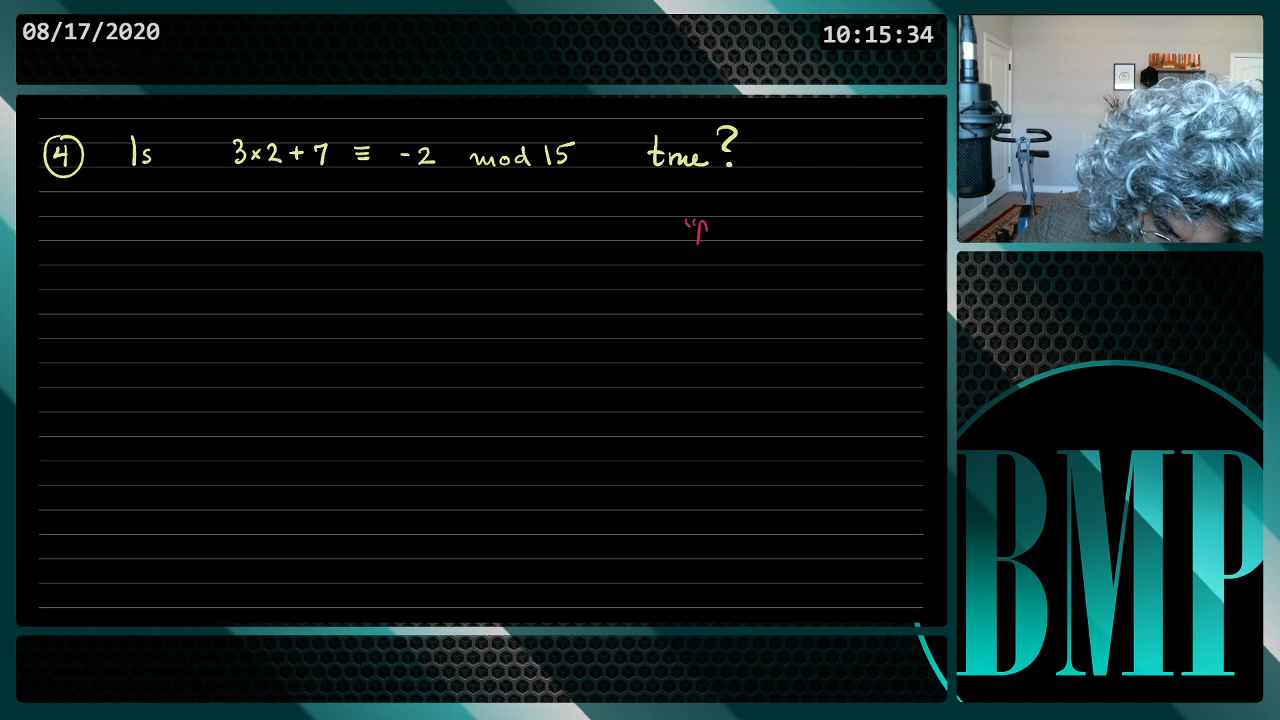 08/17/2020
10:15:34
④ Is 3×2+7 ≡ -2 mod 15 true?
BMP